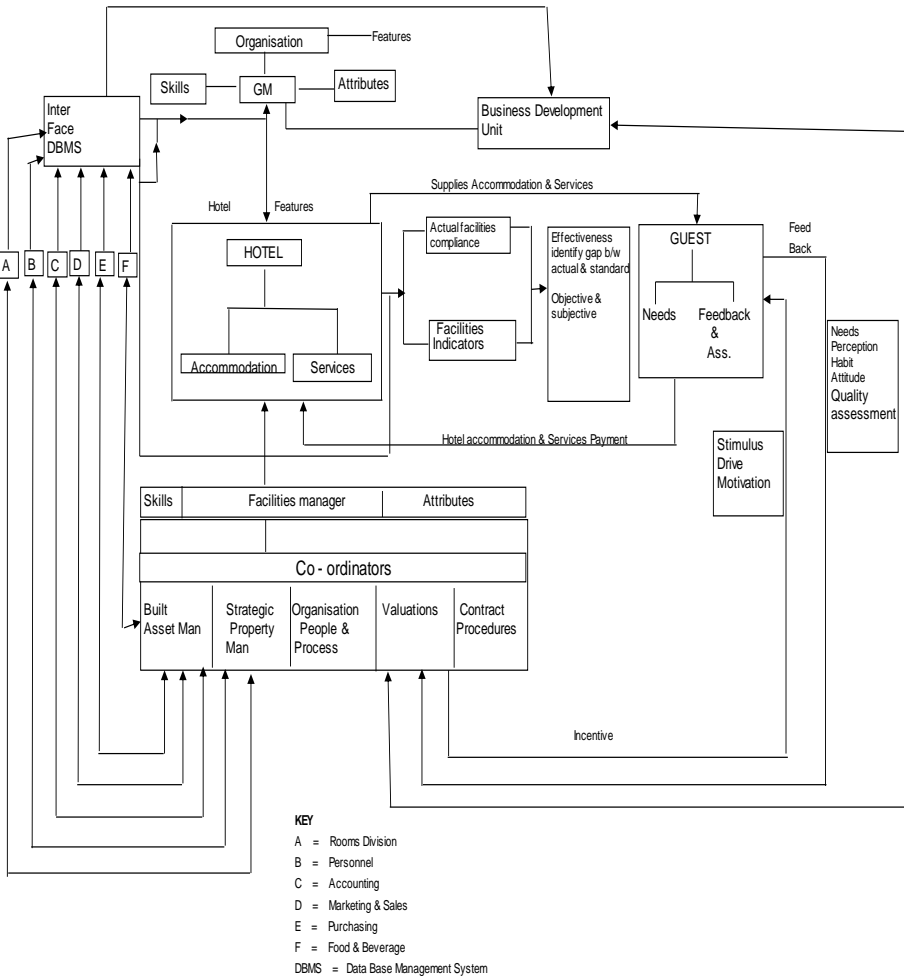 Organisation
Features
Skills
GM
Attributes
Inter
Face
DBMS
Business Development
Unit
Supplies Accommodation & Services
Hotel Features
HOTEL
Accommodation
Services
Actual facilities
compliance
Facilities
Indicators
Effectiveness
identify gap b/w
actual & standard
Objective &
subjective
GUEST
Needs
Feedback
&
Ass.
Feed
Back
A
B
C
D
E
F
Needs
Perception
Habit
Attitude
Quality
assessment
Hotel accommodation & Services Payment
Stimulus
Drive
Motivation
Skills
Facilities manager
Attributes
Co - ordinators
Built
Asset Man
Strategic
Property
Man
Organisation
People &
Process
Valuations
Contract
Procedures
Incentive
KEY
A = Rooms Division
B = Personnel
C = Accounting
D = Marketing & Sales
E = Purchasing
F = Food & Beverage
DBMS = Data Base Management System